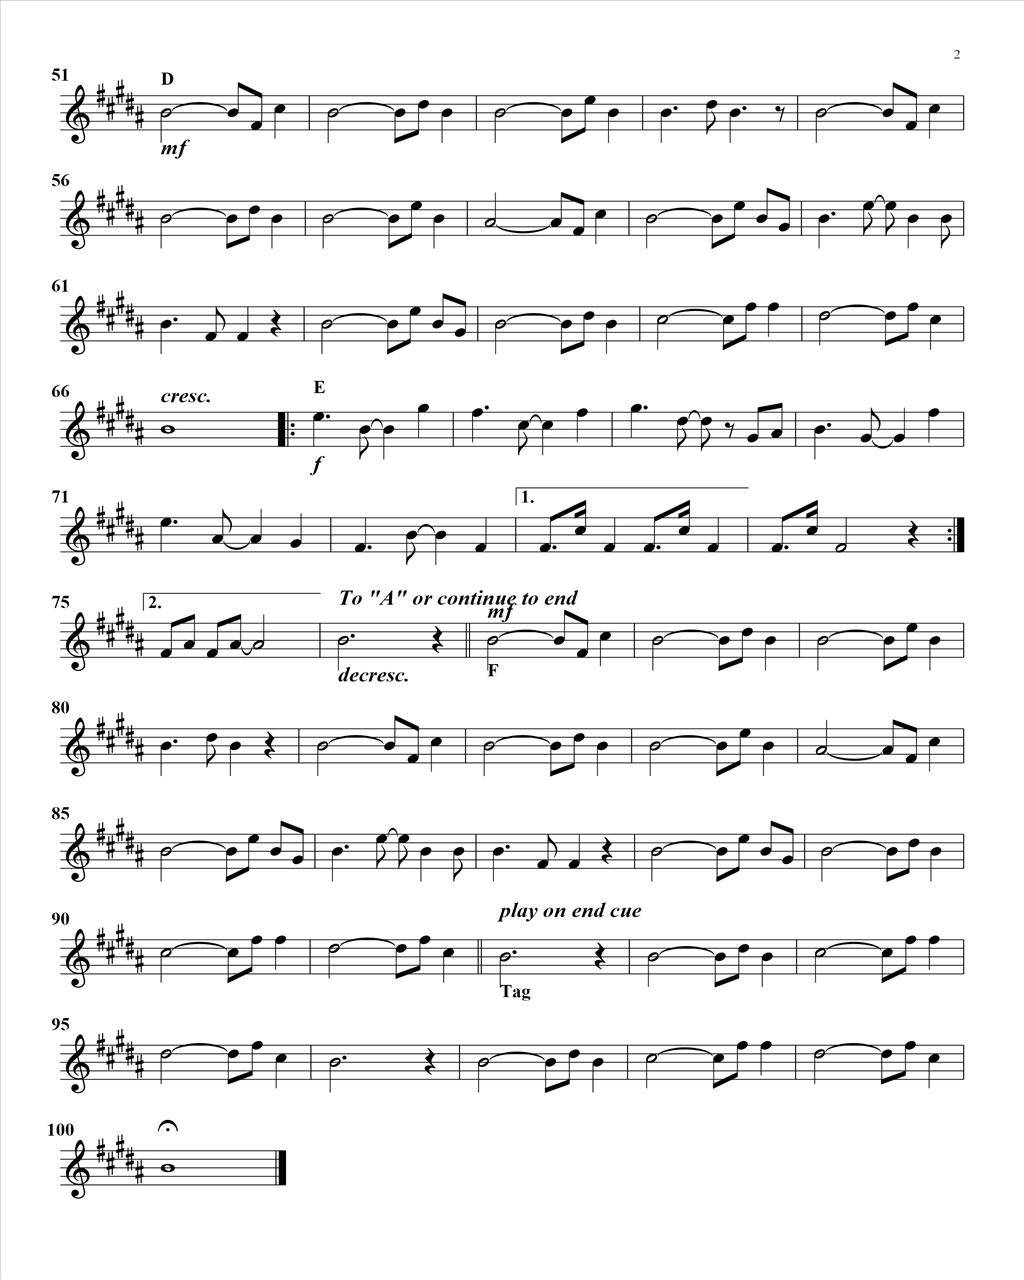 2
51
D
mf
56
61
66
cresc.
E
f
71
1.
75
2.
To "A" or continue to end
mf
decresc.
F
80
85
90
play on end cue
Tag
95
100